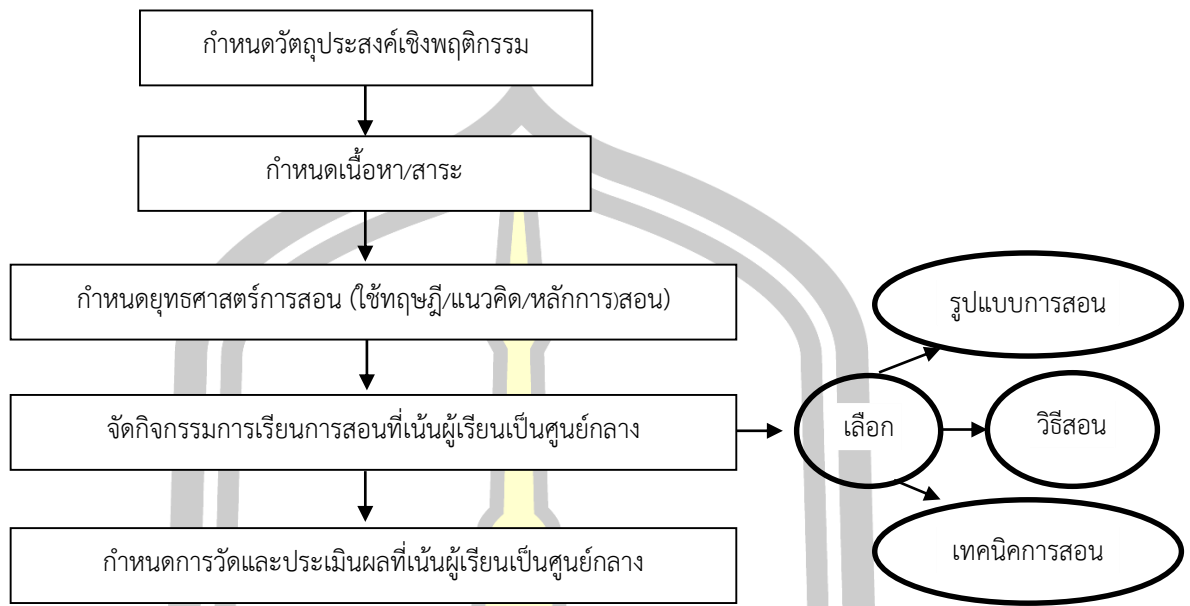 กำหนดวัตถุประสงค์เชิงพฤติกรรม
กำหนดเนื้อหา/สาระ
กำหนดยุทธศาสตร์การสอน (ใช้ทฤษฎี/แนวคิด/หลักการ)สอน)
รูปแบบการสอน
จัดกิจกรรมการเรียนการสอนที่เน้นผู้เรียนเป็นศูนย์กลาง
เลือก
วิธีสอน
กำหนดการวัดและประเมินผลที่เน้นผู้เรียนเป็นศูนย์กลาง
เทคนิคการสอน